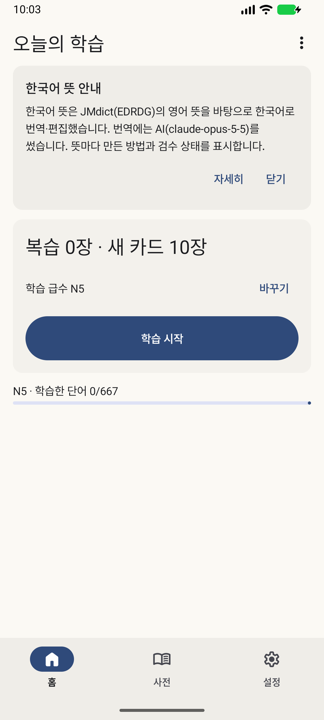 10:03
오늘의 학습
한국어 뜻 안내
한국어 뜻은 JMdict(EDRDG)의 영어 뜻을 바탕으로 한국어로
번역·편집했습니다. 번역에는 AI(claude-opus-5-5)를
썼습니다. 뜻마다 만든 방법과 검수 상태를 표시합니다.
자세히 닫기
복습 0장 · 새 카드 10장
학습 급수 N5 바꾸기
학습 시작
N5 · 학습한 단어 0/667
홈 사전 설정